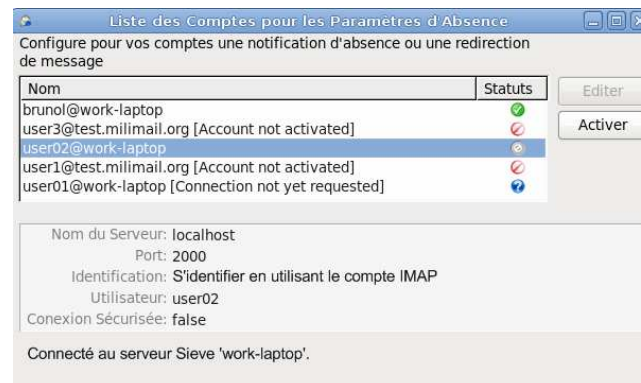 Liste des Comptes pour les Paramètres d'Absence
Configure pour vos comptes une notification d'absence ou une redirection
de message
Nom Statuts
brunol@work-laptop
user3@test.milimail.org [Account not activated]
user02@work-laptop
user1@test.milimail.org [Account not activated]
user01@work-laptop [Connection not yet requested]
Editer
Activer
Nom du Serveur: localhost
Port: 2000
Identification: S'identifier en utilisant le compte IMAP
Utilisateur: user02
Conexion Sécurisée: false
Connecté au serveur Sieve 'work-laptop'.